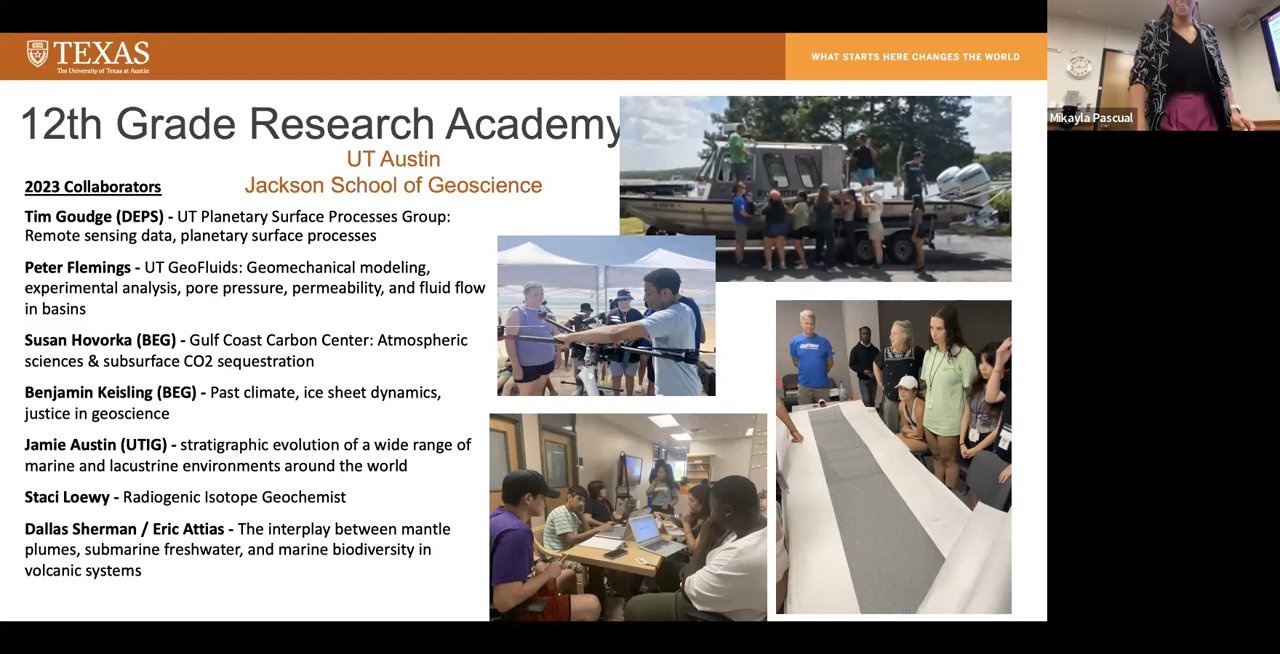 TEXAS
The University of Texas at Austin
WHAT STARTS HERE CHANGES THE WORLD
Mikayla Pascual
12th Grade Research Academy
UT Austin
Jackson School of Geoscience
2023 Collaborators
Tim Goudge (DEPS) - UT Planetary Surface Processes Group:
Remote sensing data, planetary surface processes
Peter Flemings - UT GeoFluids: Geomechanical modeling,
experimental analysis, pore pressure, permeability, and fluid flow
in basins
Susan Hovorka (BEG) - Gulf Coast Carbon Center: Atmospheric
sciences & subsurface CO2 sequestration
Benjamin Keisling (BEG) - Past climate, ice sheet dynamics,
justice in geoscience
Jamie Austin (UTIG) - stratigraphic evolution of a wide range of
marine and lacustrine environments around the world
Staci Loewy - Radiogenic Isotope Geochemist
Dallas Sherman / Eric Attias - The interplay between mantle
plumes, submarine freshwater, and marine biodiversity in
volcanic systems